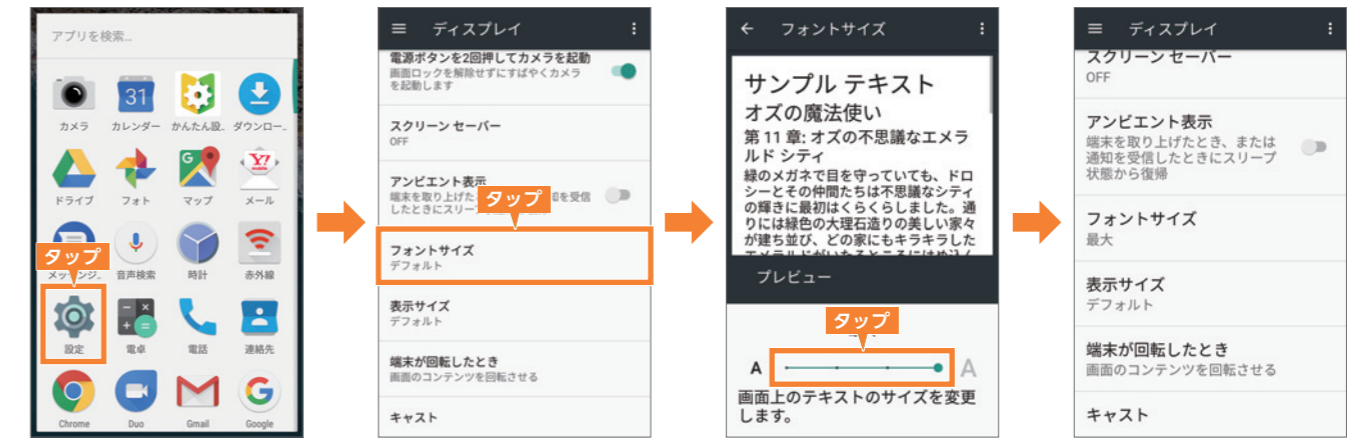 アプリを検索...
31
カメラ
カレンダー
かんたん設..
ダウンロー..
G
Y!
mobile
ドライブ
フォト
マップ
メール
タップ
メッセンジ..
音声検索
時計
赤外線
設定
電卓
電話
連絡先
Chrome
Duo
Gmail
Google
ディスプレイ
電源ボタンを2回押してカメラを起動
画面ロックを解除せずにすばやくカメラ
を起動します
スクリーン セーバー
OFF
アンビエント表示
端末を取り上げた
を受信
したときにスリー
タップ
フォントサイズ
デフォルト
表示サイズ
デフォルト
端末が回転したとき
画面のコンテンツを回転させる
キャスト
フォントサイズ
サンプル テキスト
オズの魔法使い
第 11 章: オズの不思議なエメラ
ルド シティ
緑のメガネで目を守っていても、ドロ
シーとその仲間たちは不思議なシティ
の輝きに最初はくらくらしました。通
りには緑色の大理石造りの美しい家々
が建ち並び、どの家にもキラキラした
プレビュー
タップ
A
A
画面上のテキストのサイズを変更
します。
ディスプレイ
スクリーン セーバー
OFF
アンビエント表示
端末を取り上げたとき、または
通知を受信したときにスリープ
状態から復帰
フォントサイズ
最大
表示サイズ
デフォルト
端末が回転したとき
画面のコンテンツを回転させる
キャスト